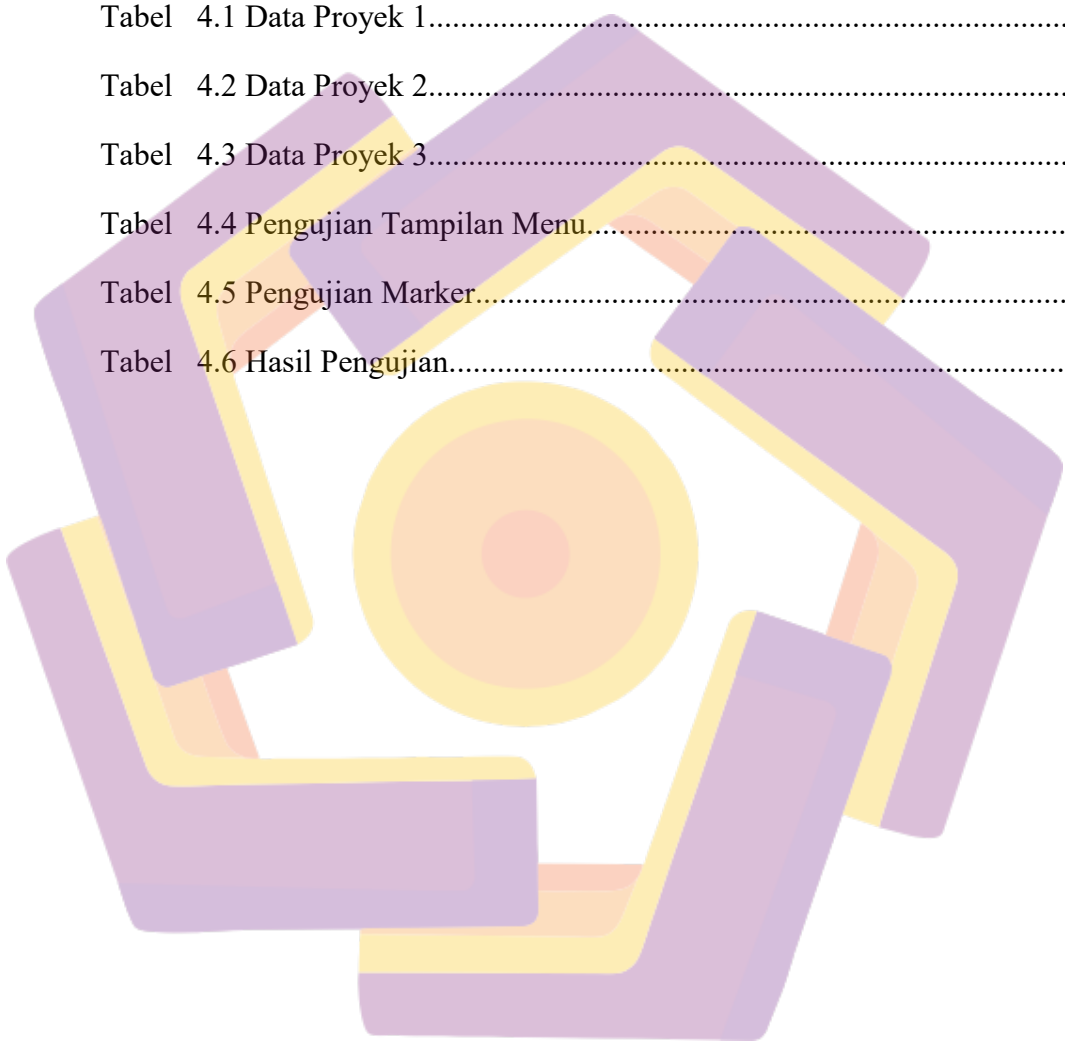 Tabel 4.1 Data Proyek 1........................................................................
Tabel 4.2 Data Proyek 2........................................................................
Tabel 4.3 Data Proyek 3........................................................................
Tabel 4.4 Pengujian Tampilan Menu......................................................
Tabel 4.5 Pengujian Marker..................................................................
Tabel 4.6 Hasil Pengujian.....................................................................